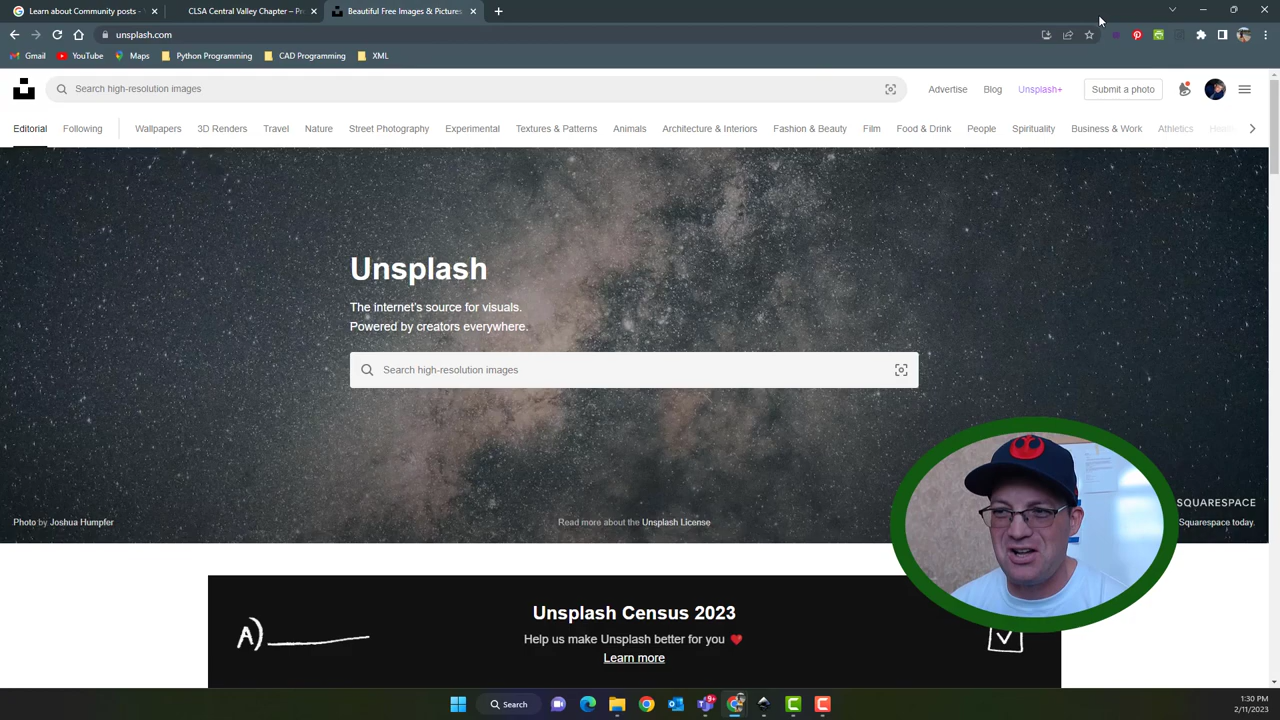 Learn about Community posts -
CLSA Central Valley Chapter – Pr
Beautiful Free Images & Pictures
unsplash.com
Gmail
YouTube
Maps
Python Programming
CAD Programming
XML
Search high-resolution images
Advertise
Blog
Unsplash+
Submit a photo
Editorial
Following
Wallpapers
3D Renders
Travel
Nature
Street Photography
Experimental
Textures & Patterns
Animals
Architecture & Interiors
Fashion & Beauty
Film
Food & Drink
People
Spirituality
Business & Work
Athletics
Unsplash
The internet's source for visuals.
Powered by creators everywhere.
Search high-resolution images
Photo by Joshua Humpfer
Read more about the Unsplash License
SQUARESPACE
Squarespace today.
A)
Unsplash Census 2023
Help us make Unsplash better for you ❤️
Learn more
Search
9+
1:30 PM
2/11/2023